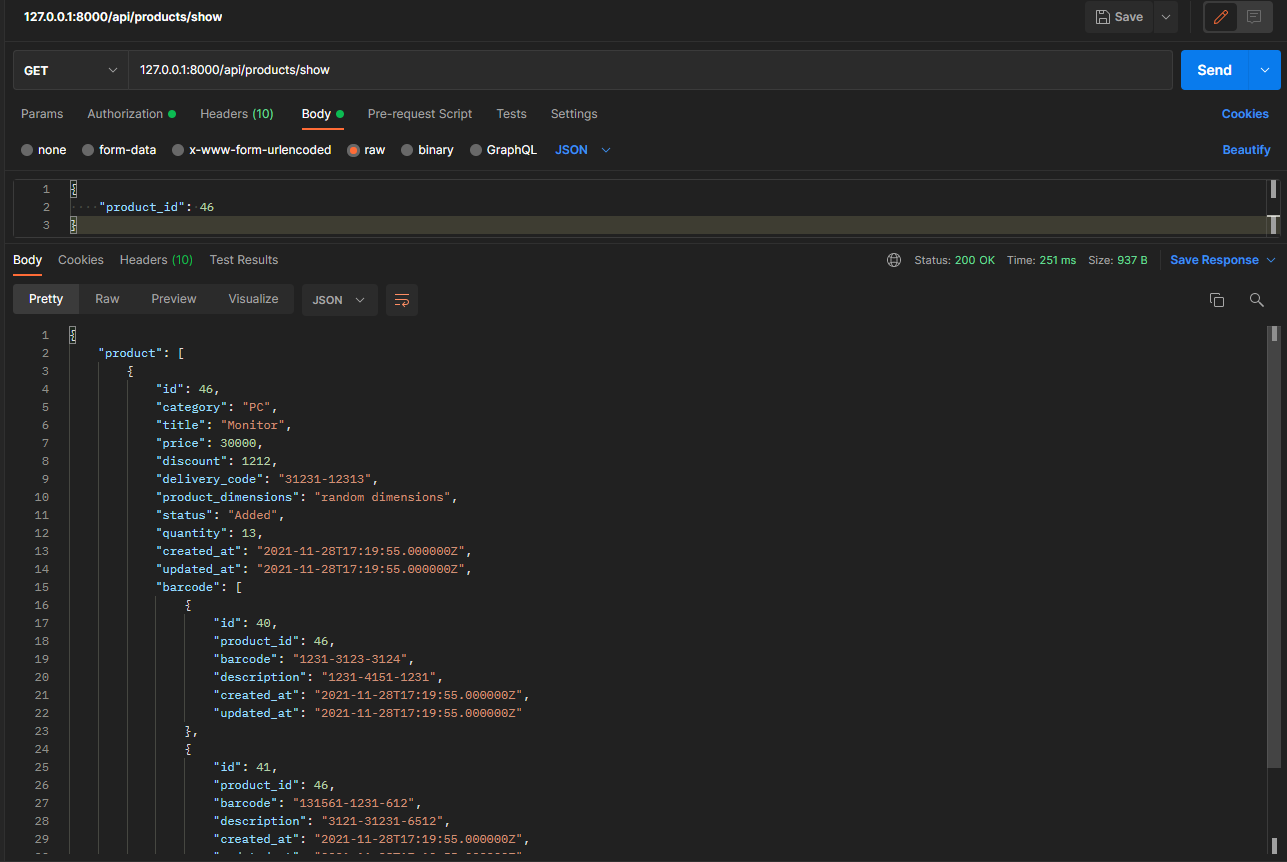 127.0.0.1:8000/api/products/show
Save
GET 127.0.0.1:8000/api/products/show Send
Params Authorization Headers (10) Body Pre-request Script Tests Settings Cookies
none form-data x-www-form-urlencoded raw binary GraphQL JSON Beautify
1 {
2 ····"product_id":·46
3 }
Body Cookies Headers (10) Test Results Status: 200 OK Time: 251 ms Size: 937 B Save Response
Pretty Raw Preview Visualize JSON
1 {
2 "product": [
3 {
4 "id": 46,
5 "category": "PC",
6 "title": "Monitor",
7 "price": 30000,
8 "discount": 1212,
9 "delivery_code": "31231-12313",
10 "product_dimensions": "random dimensions",
11 "status": "Added",
12 "quantity": 13,
13 "created_at": "2021-11-28T17:19:55.000000Z",
14 "updated_at": "2021-11-28T17:19:55.000000Z",
15 "barcode": [
16 {
17 "id": 40,
18 "product_id": 46,
19 "barcode": "1231-3123-3124",
20 "description": "1231-4151-1231",
21 "created_at": "2021-11-28T17:19:55.000000Z",
22 "updated_at": "2021-11-28T17:19:55.000000Z"
23 },
24 {
25 "id": 41,
26 "product_id": 46,
27 "barcode": "131561-1231-612",
28 "description": "3121-31231-6512",
29 "created_at": "2021-11-28T17:19:55.000000Z",